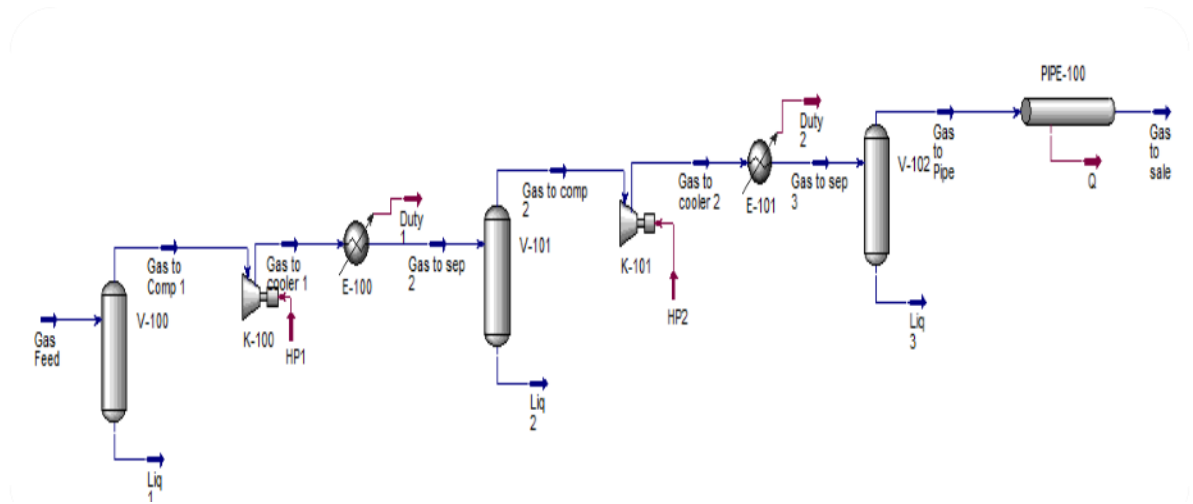 Gas
Feed
V-100
Liq
1
Gas to
Comp 1
K-100
HP1
Gas to
cooler 1
E-100
Duty
1
Gas to sep
2
V-101
Liq
2
Gas to comp
2
K-101
HP2
Gas to
cooler 2
E-101
Duty
2
Gas to sep
3
V-102
Liq
3
Gas
to
Pipe
PIPE-100
Q
Gas
to
sale